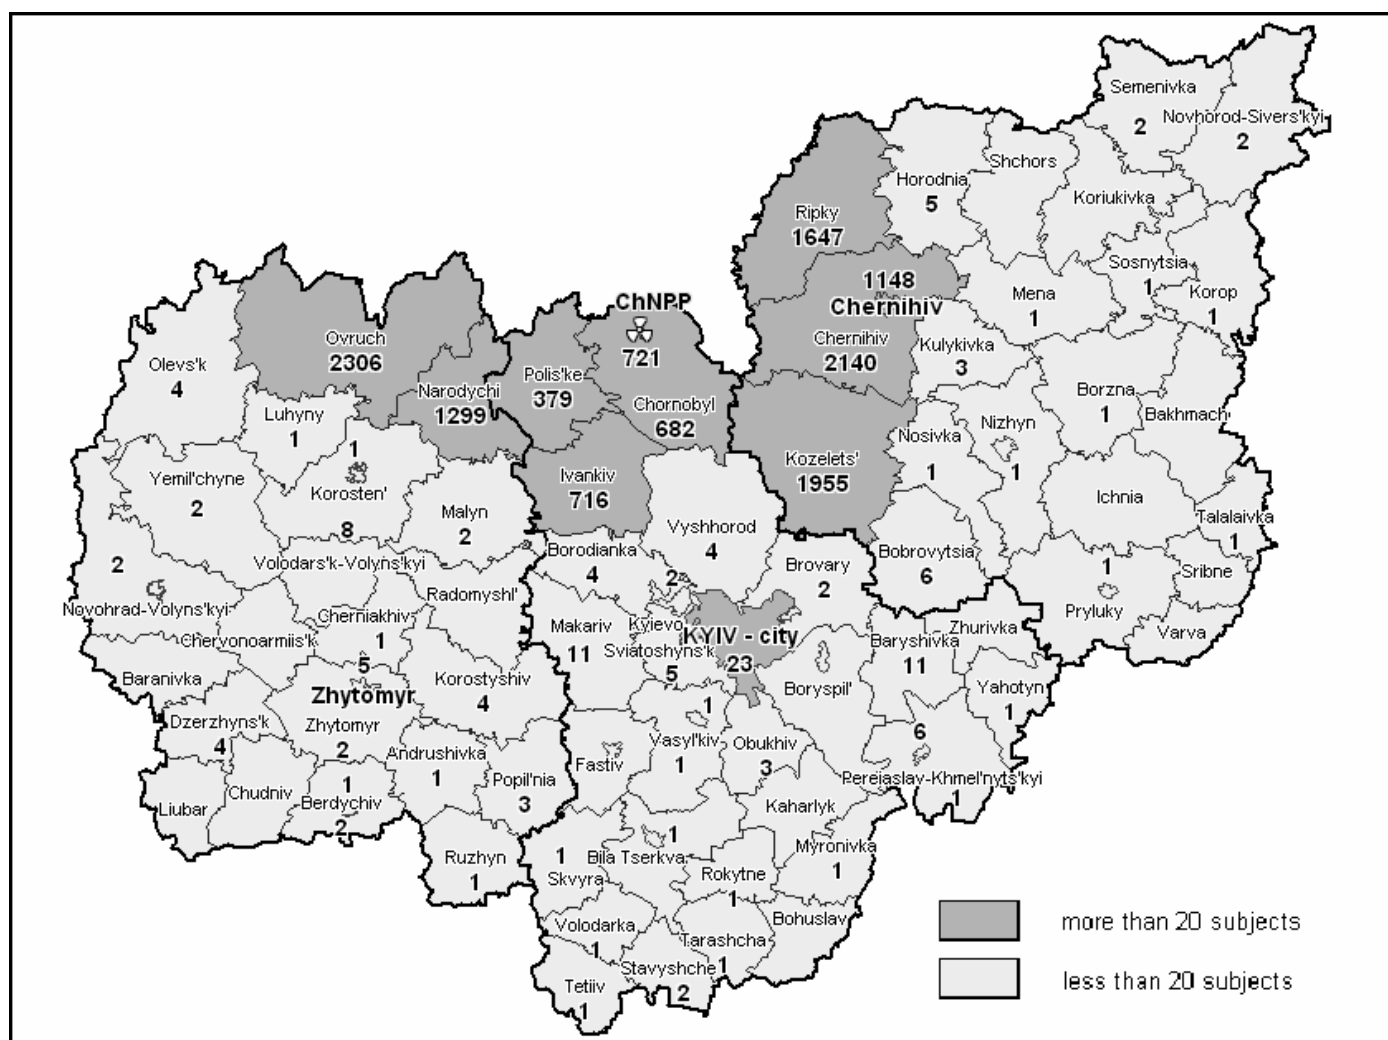 Semenivka
2
Novhorod-Sivers'kyi
2
Shchors
Horodnia
5
Koriukivka
Ripky
1647
Sosnytsia
1
Korop
1
1148
Chernihiv
Mena
1
ChNPP
721
Chernihiv
2140
Kulykivka
3
Ovruch
2306
Olevs'k
4
Polis'ke
379
Narodychi
1299
Chornobyl
682
Borzna
1
Bakhmach
Luhyny
1
Nizhyn
1
Nosivka
1
Kozelets'
1955
1
Korosten'
8
Yemil'chyne
2
Ivankiv
716
Ichnia
Malyn
2
Talalaivka
1
Vyshhorod
4
Borodianka
4
Bobrovytsia
6
Volodars'k-Volyns'kyi
2
Novohrad-Volyns'kyi
Brovary
2
2
1
Pryluky
Sribne
Radomyshl'
Cherniakhiv
1
Chervonoarmiis'k
Makariv
11
Kyievo
Sviatoshyns'k
5
KYIV - city
23
Zhurivka
Baryshivka
11
Varva
5
Zhytomyr
Baranivka
Korostyshiv
4
Boryspil'
Yahotyn
1
Dzerzhyns'k
4
Zhytomyr
2
1
Vasyl'kiv
1
Obukhiv
3
6
Pereiaslav-Khmel'nyts'kyi
1
Andrushivka
1
Fastiv
Popil'nia
3
1
Berdychiv
2
Chudniv
Liubar
Kaharlyk
1
Bila Tserkva
Myronivka
1
Ruzhyn
1
1
Skvyra
Rokytne
1
Volodarka
1
Bohuslav
Tarashcha
1
Stavyshche
2
Tetiiv
1
more than 20 subjects
less than 20 subjects